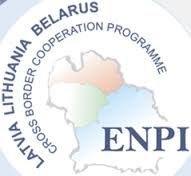 LATVIA LITHUANIA BELARUS
CROSS BORDER COOPERATION PROGRAMME
ENPI